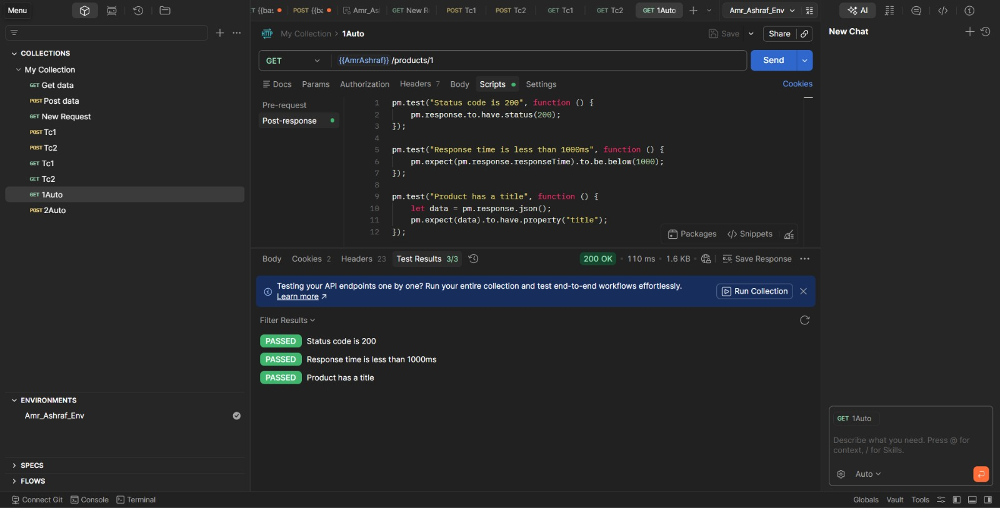 Menu
T {{bas
POST {{ba
Amr_As
GET New R
POST Tc1
POST Tc2
GET Tc1
GET Tc2
GET 1Auto
Amr_Ashraf_Env
AI
COLLECTIONS
My Collection
GET Get data
POST Post data
GET New Request
POST Tc1
POST Tc2
GET Tc1
GET Tc2
GET 1Auto
POST 2Auto
ENVIRONMENTS
Amr_Ashraf_Env
SPECS
FLOWS
HTTP My Collection > 1Auto
Save
Share
GET
{{AmrAshraf}} /products/1
Send
Docs Params Authorization Headers 7 Body Scripts Settings
Cookies
Pre-request
Post-response
1 pm.test("Status code is 200", function () {
2 pm.response.to.have.status(200);
3 });
4
5 pm.test("Response time is less than 1000ms", function () {
6 pm.expect(pm.response.responseTime).to.be.below(1000);
7 });
8
9 pm.test("Product has a title", function () {
10 let data = pm.response.json();
11 pm.expect(data).to.have.property("title");
12 });
Packages </> Snippets
Body Cookies 2 Headers 23 Test Results 3/3
200 OK • 110 ms • 1.6 KB • e.g. Save Response
Testing your API endpoints one by one? Run your entire collection and test end-to-end workflows effortlessly.
Learn more ↗
Run Collection
Filter Results
PASSED Status code is 200
PASSED Response time is less than 1000ms
PASSED Product has a title
New Chat
GET 1Auto
Describe what you need. Press @ for
context, / for Skills.
Auto
Connect Git Console Terminal
Globals Vault Tools